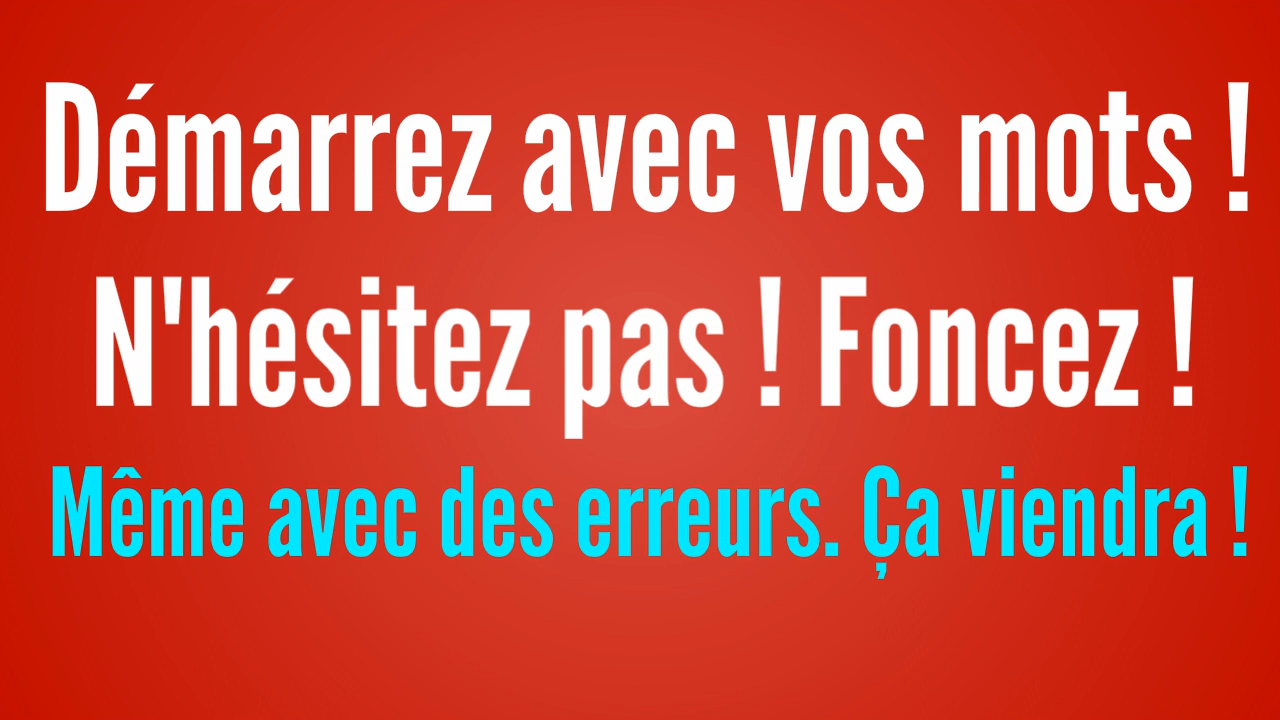 Démarrez avec vos mots !
N'hésitez pas ! Foncez !
Même avec des erreurs. Ça viendra !